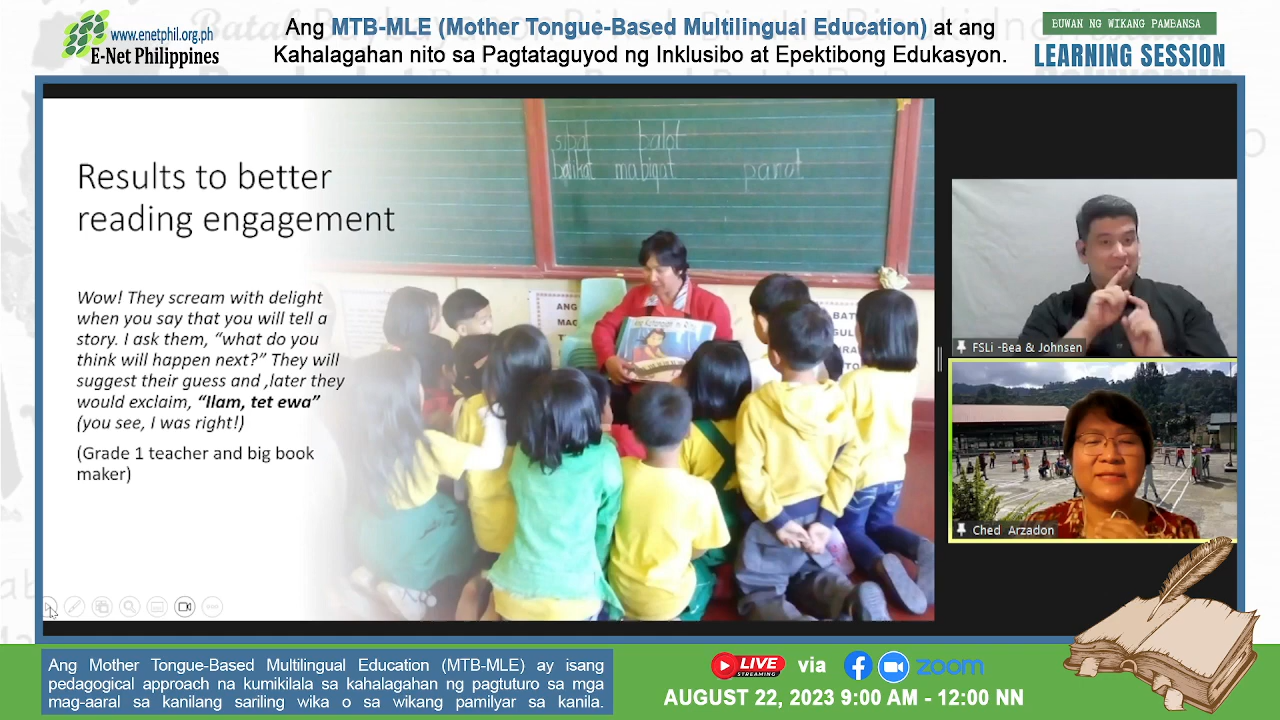 www.enetphil.org.ph
E-Net Philippines
Ang MTB-MLE (Mother Tongue-Based Multilingual Education) at ang
Kahalagahan nito sa Pagtataguyod ng Inklusibo at Epektibong Edukasyon.
BUWAN NG WIKANG PAMBANSA
LEARNING SESSION
Results to better
reading engagement
Wow! They scream with delight
when you say that you will tell a
story. I ask them, “what do you
think will happen next?” They will
suggest their guess and ,later they
would exclaim, “Ilam, tet ewa”
(you see, I was right!)
(Grade 1 teacher and big book
maker)
sipat balot
balikat mabigat parrot
FSLi -Bea & Johnsen
Ched Arzadon
Ang Mother Tongue-Based Multilingual Education (MTB-MLE) ay isang
pedagogical approach na kumikilala sa kahalagahan ng pagtuturo sa mga
mag-aaral sa kanilang sariling wika o sa wikang pamilyar sa kanila.
LIVE
STREAMING
via
zoom
AUGUST 22, 2023 9:00 AM - 12:00 NN